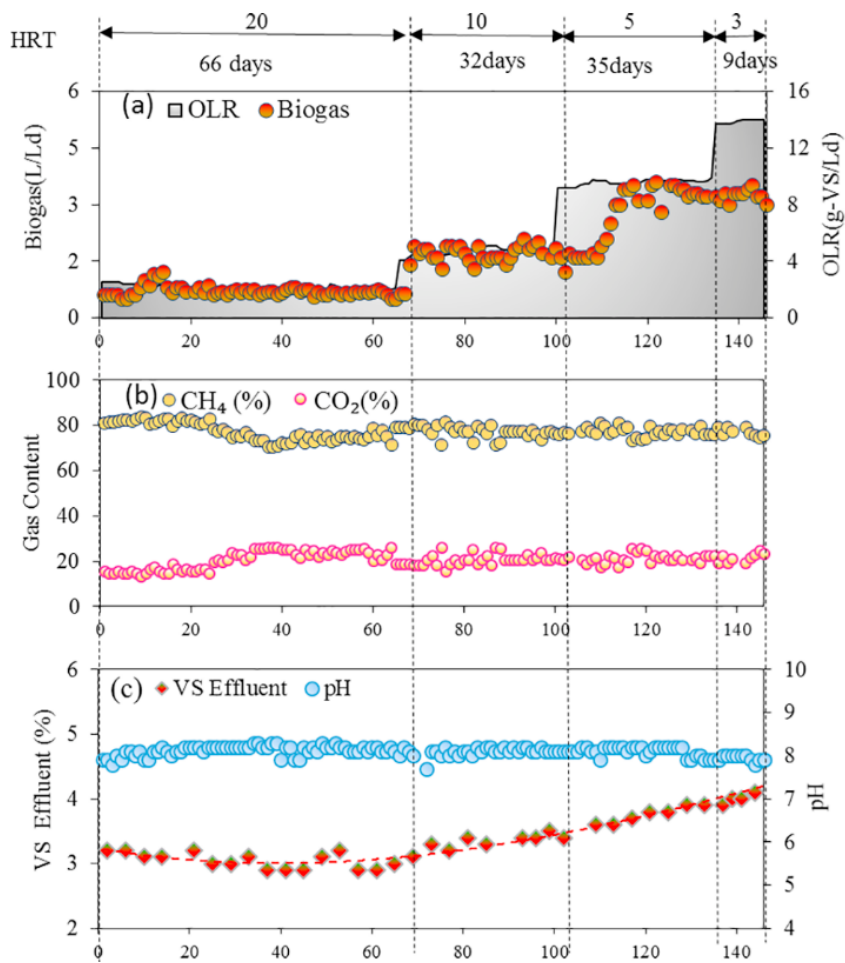 HRT 20 10 5 3
66 days 32days 35days 9days
(a) OLR Biogas
Biogas(L/Ld)
6
5
3
2
0
OLR(g-VS/Ld)
16
12
8
4
0
0 20 40 60 80 100 120 140
(b) CH₄ (%) CO₂(%)
Gas Content
100
80
60
40
20
0
0 20 40 60 80 100 120 140
(c) VS Effluent pH
VS Effluent (%)
6
5
4
3
2
pH
10
9
8
7
6
5
4
0 20 40 60 80 100 120 140